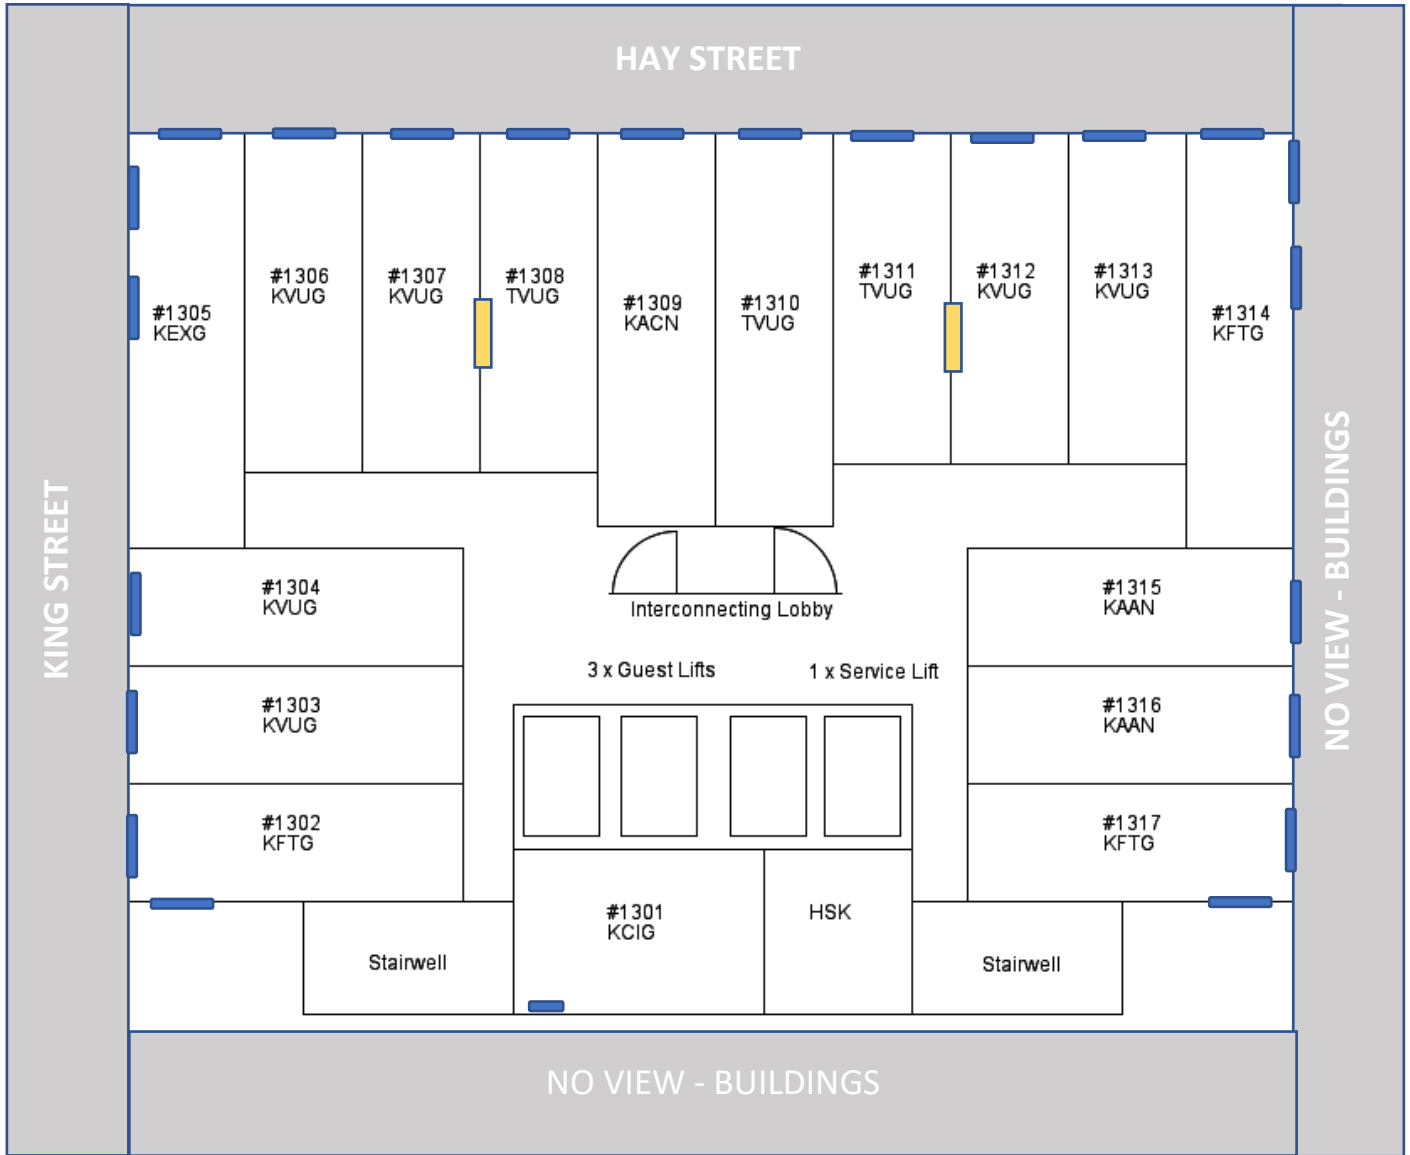 HAY STREET
#1306
KVUG
#1307
KVUG
#1308
TVUG
#1311
TVUG
#1312
KVUG
#1313
KVUG
#1305
KEXG
#1309
KACN
#1310
TVUG
#1314
KFTG
KING STREET
NO VIEW - BUILDINGS
#1304
KVUG
Interconnecting Lobby
#1315
KAAN
3 x Guest Lifts
1 x Service Lift
#1303
KVUG
#1316
KAAN
#1302
KFTG
#1317
KFTG
#1301
KCIG
HSK
Stairwell
Stairwell
NO VIEW - BUILDINGS